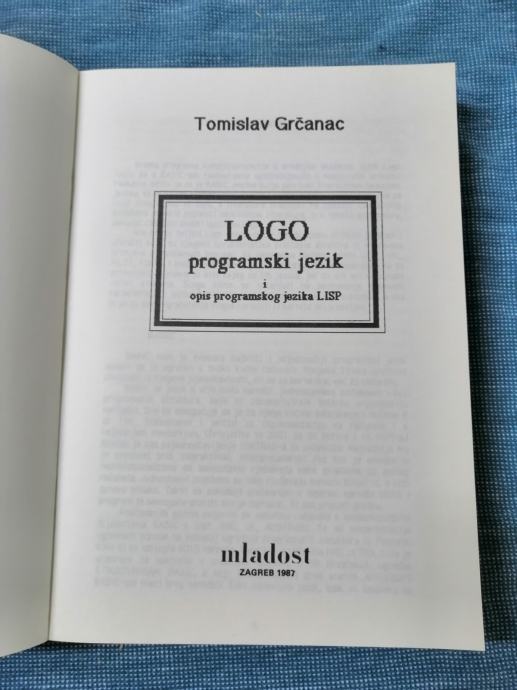 Tomislav Grčanac
LOGO
programski jezik
i
opis programskog jezika LISP
mladost
ZAGREB 1987